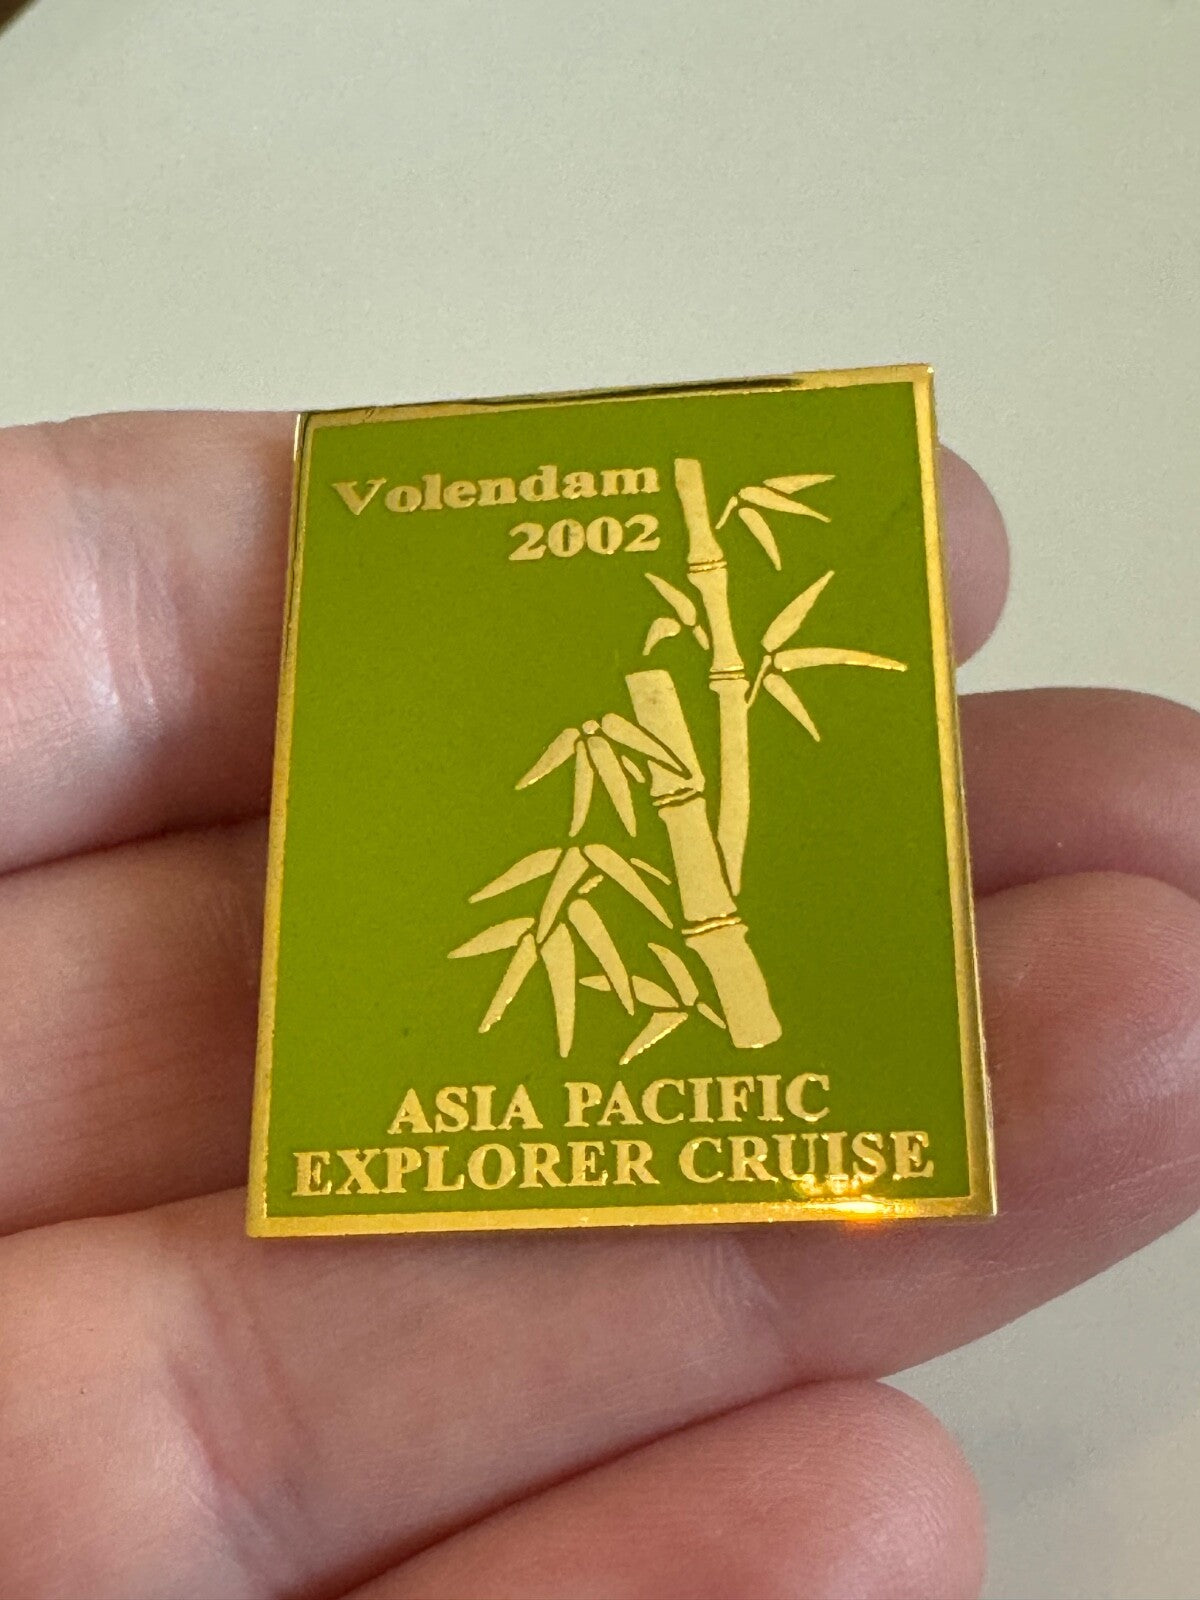 Volendam
2002
ASIA PACIFIC
EXPLORER CRUISE